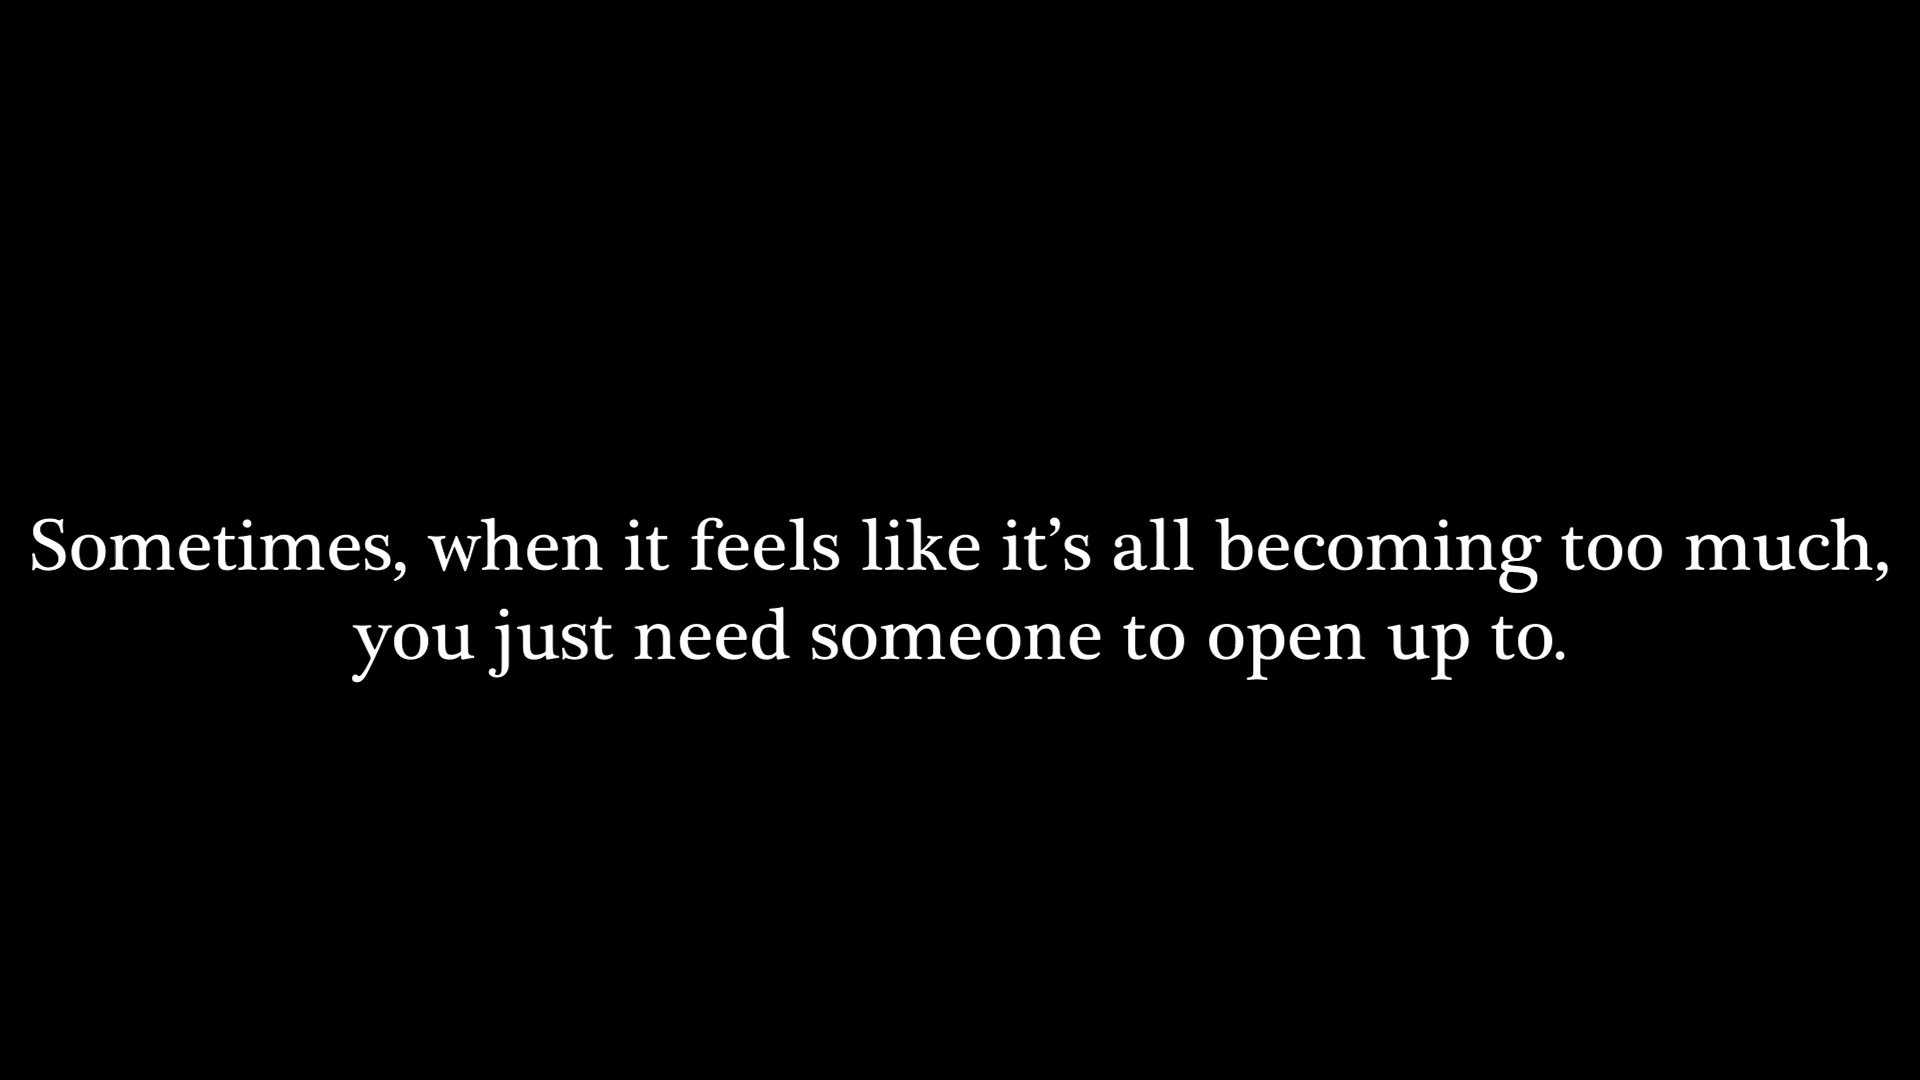 Sometimes, when it feels like it’s all becoming too much,
you just need someone to open up to.